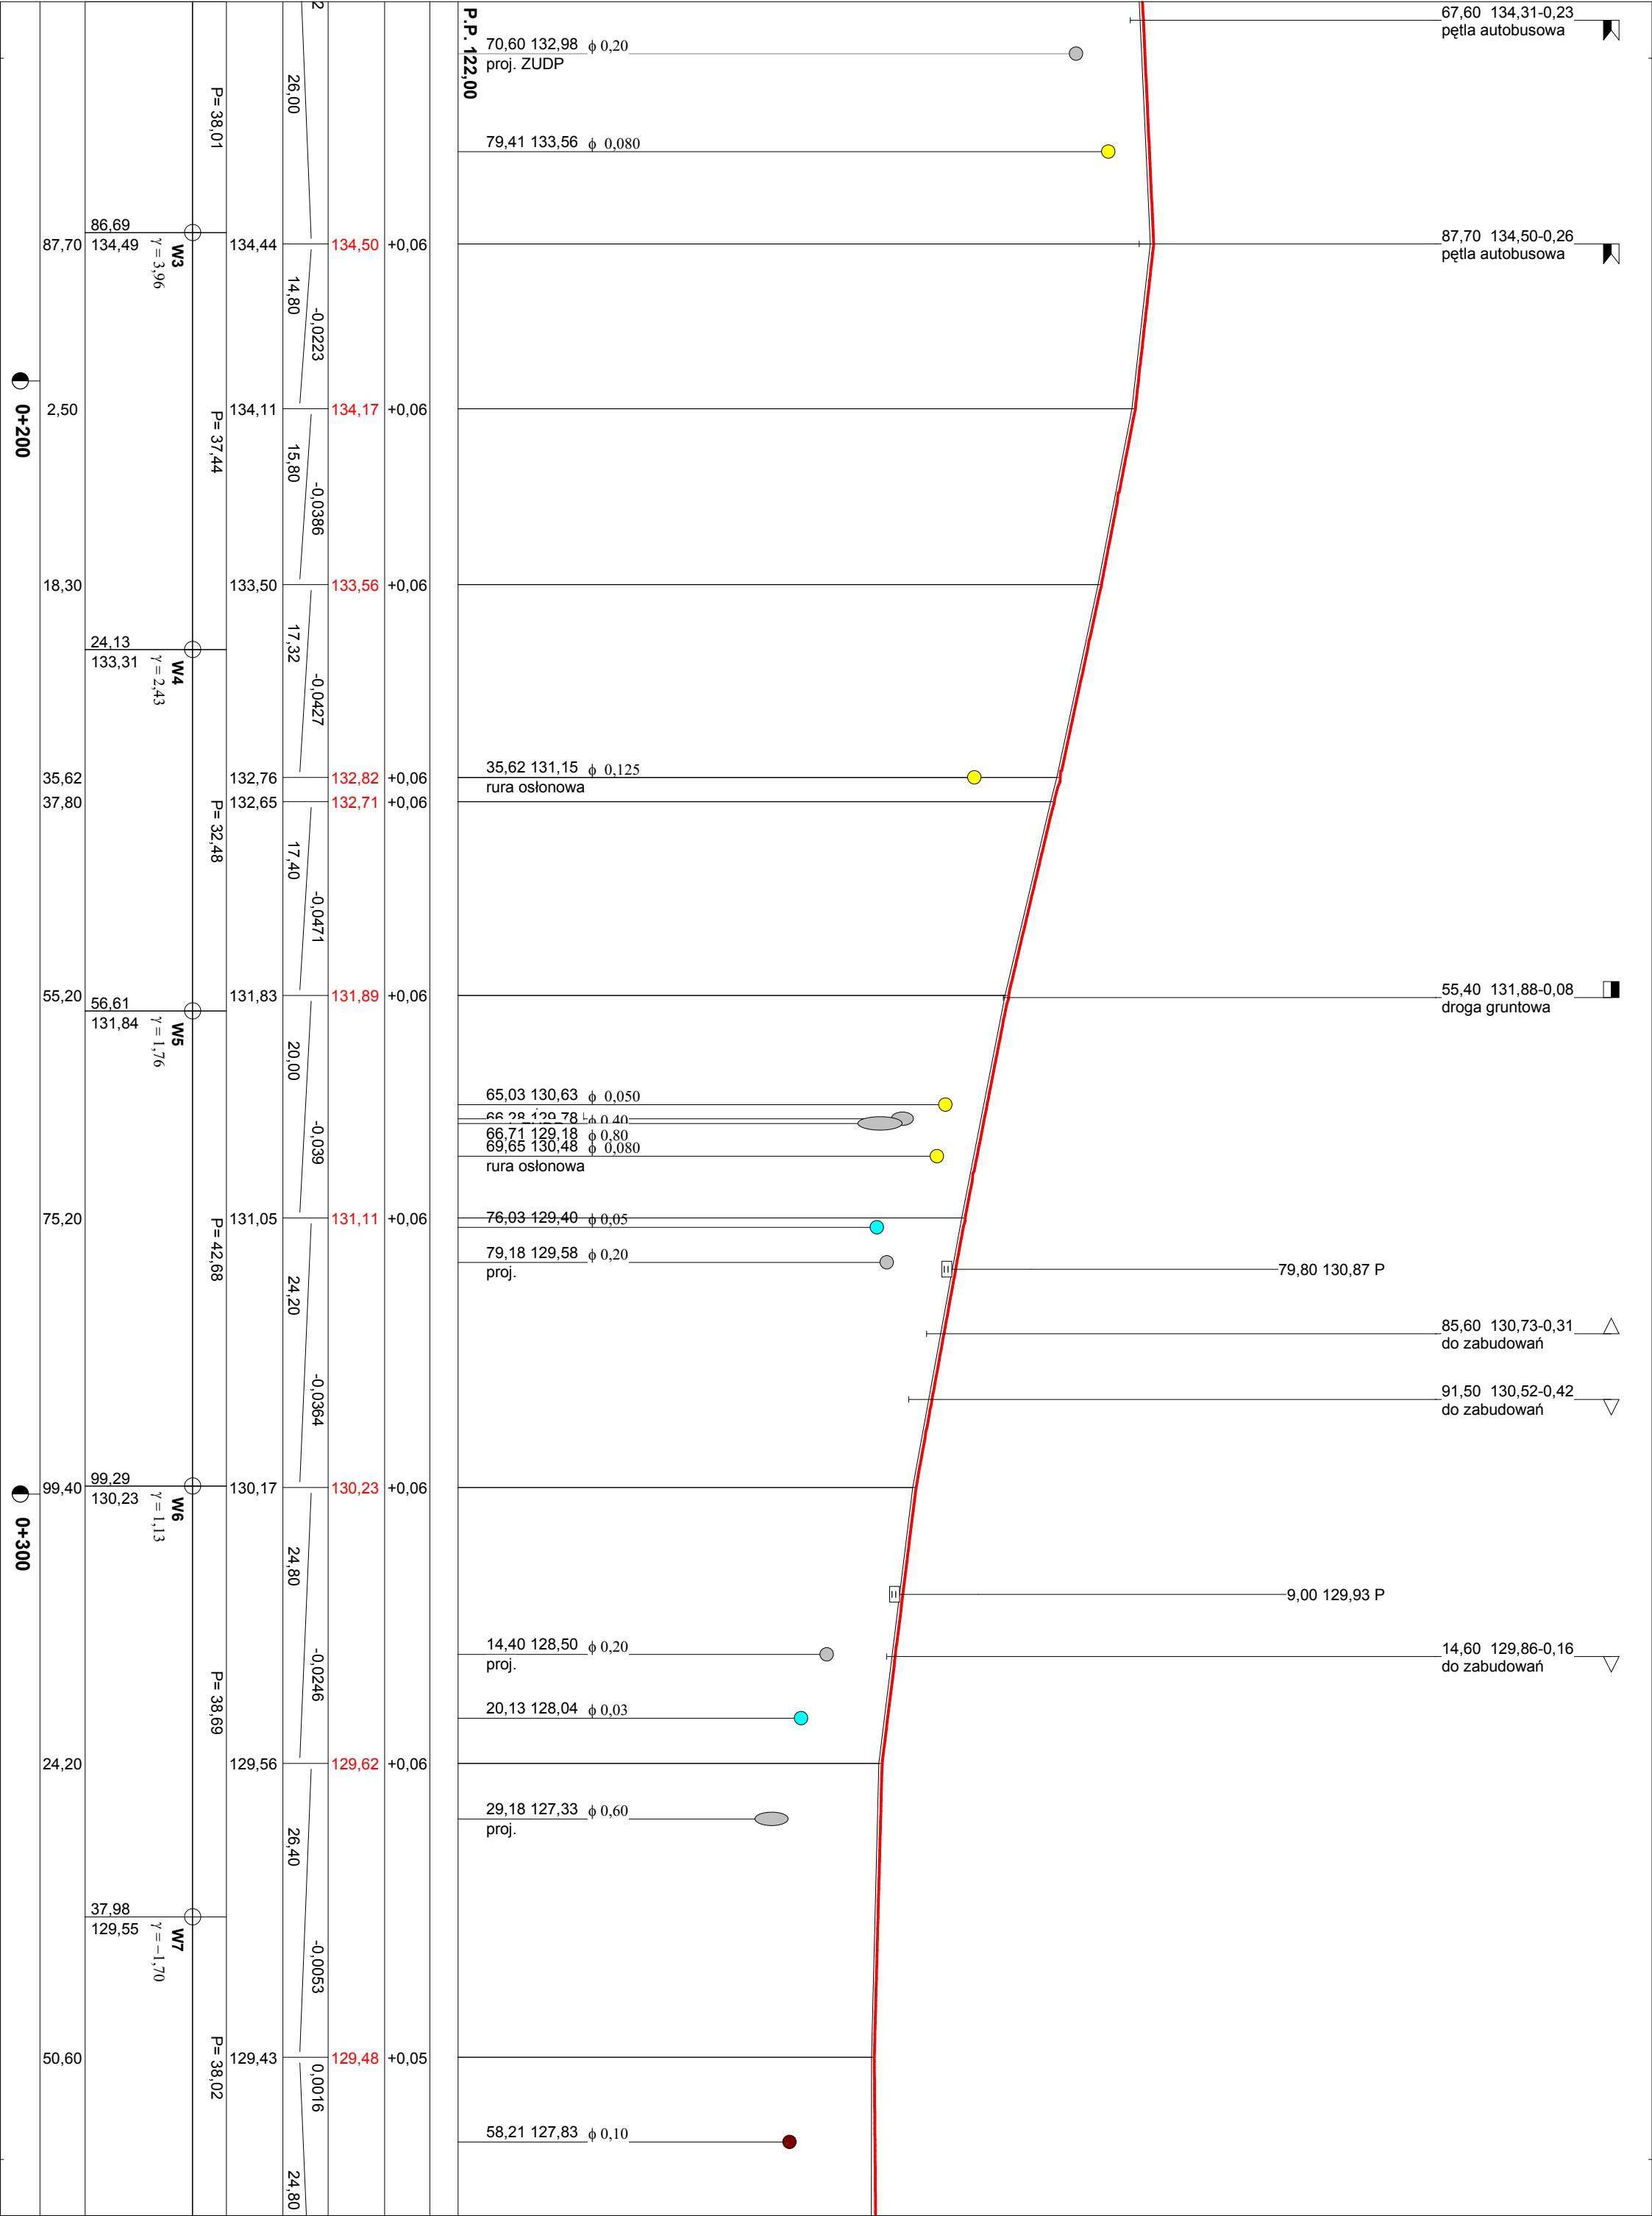 P.P. 122,00
67,60 134,31-0,23
pętla autobusowa
70,60 132,98 ϕ 0,20
proj. ZUDP
26,00
P= 38,01
79,41 133,56 ϕ 0,080
86,69
134,49
W3
γ = 3,96
87,70
134,44
134,50
+0,06
87,70 134,50-0,26
pętla autobusowa
14,80
-0,0223
0+200
2,50
P= 37,44
134,11
134,17
+0,06
15,80
-0,0386
18,30
133,50
133,56
+0,06
24,13
133,31
W4
γ = 2,43
17,32
-0,0427
35,62
132,76
132,82
+0,06
35,62 131,15 ϕ 0,125
rura osłonowa
37,80
132,65
132,71
+0,06
P= 32,48
17,40
-0,0471
55,20
131,83
131,89
+0,06
55,40 131,88-0,08
droga gruntowa
56,61
131,84
W5
γ = 1,76
20,00
-0,039
65,03 130,63 ϕ 0,050
66,28 129,78 ϕ 0,40
66,71 129,18 ϕ 0,80
69,65 130,48 ϕ 0,080
rura osłonowa
75,20
131,05
131,11
+0,06
P= 42,68
76,03 129,40 ϕ 0,05
79,18 129,58 ϕ 0,20
proj.
79,80 130,87 P
24,20
-0,0364
85,60 130,73-0,31
do zabudowań
91,50 130,52-0,42
do zabudowań
99,29
130,23
W6
γ = 1,13
99,40
130,17
130,23
+0,06
0+300
24,80
-0,0246
9,00 129,93 P
14,40 128,50 ϕ 0,20
proj.
14,60 129,86-0,16
do zabudowań
P= 38,69
20,13 128,04 ϕ 0,03
24,20
129,56
129,62
+0,06
29,18 127,33 ϕ 0,60
proj.
26,40
-0,0053
37,98
129,55
W7
γ = −1,70
50,60
P= 38,02
129,43
129,48
+0,05
0,0016
58,21 127,83 ϕ 0,10
24,80